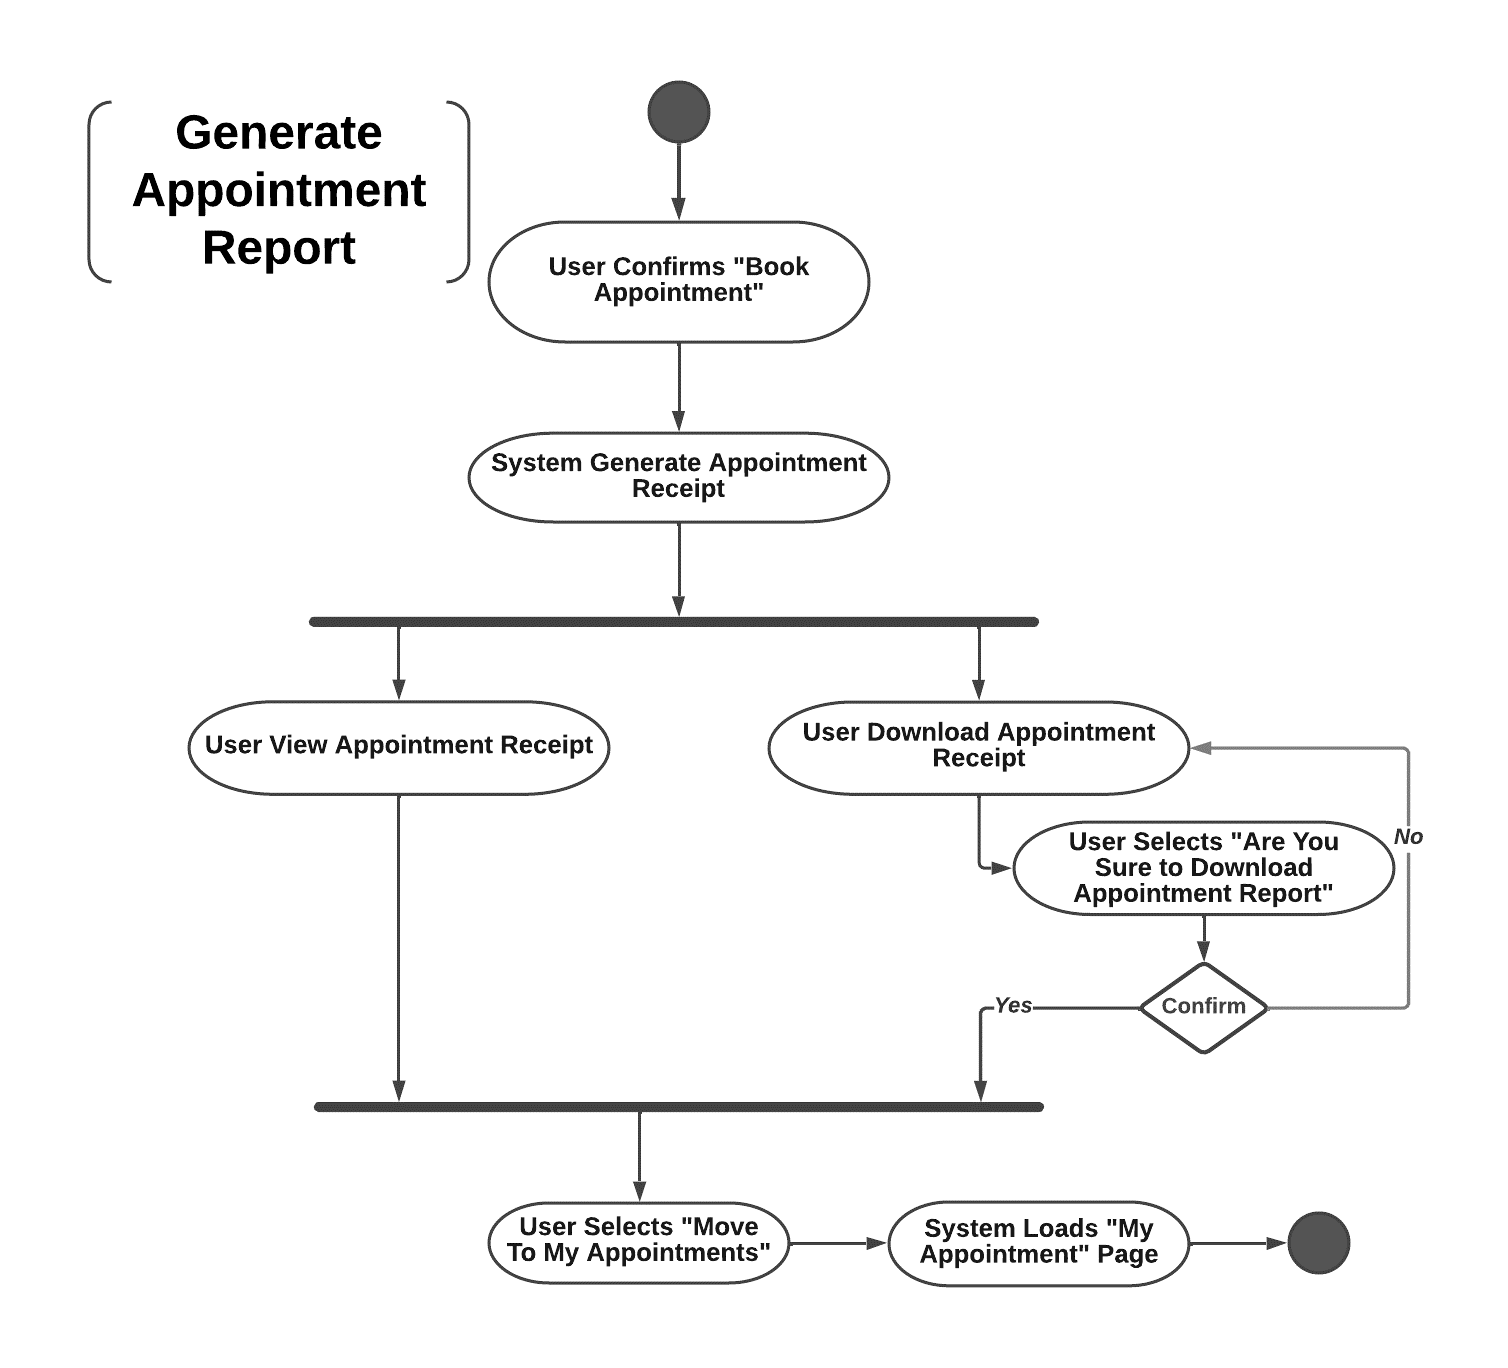 Generate
Appointment
Report
User Confirms "Book
Appointment"
System Generate Appointment
Receipt
User View Appointment Receipt
User Download Appointment
Receipt
User Selects "Are You
Sure to Download
Appointment Report"
No
Yes
Confirm
User Selects "Move
To My Appointments"
System Loads "My
Appointment" Page